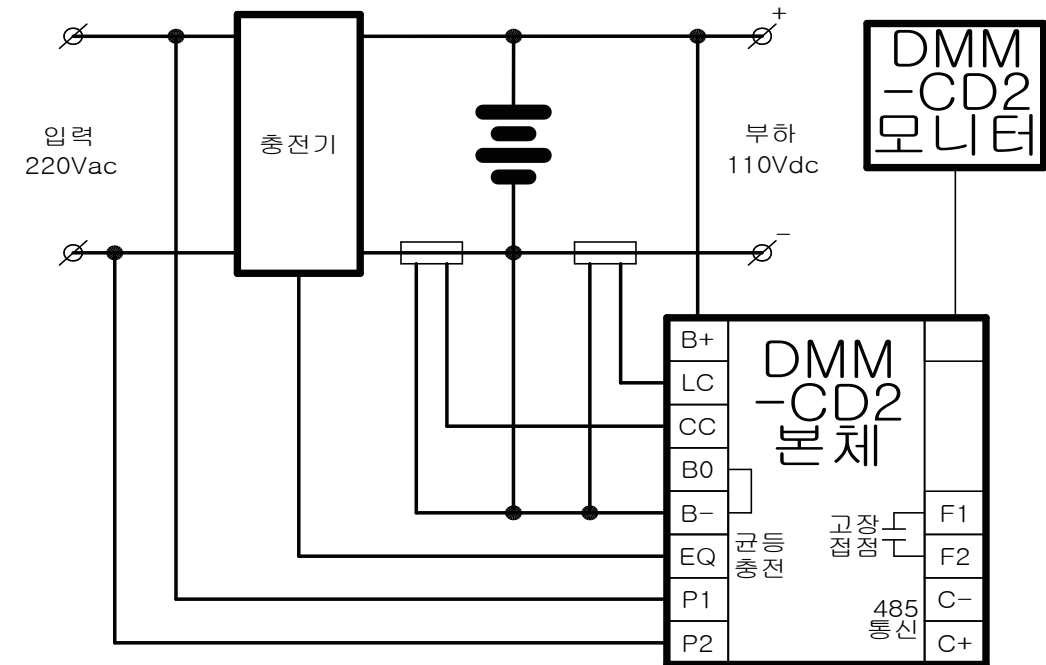 입력
220Vac
충전기
+
부하
110Vdc
-
DMM
-CD2
모니터
B+
LC
CC
B0
B-
EQ
P1
P2
DMM
-CD2
본체
균등
충전
고장
접점
485
통신
F1
F2
C-
C+